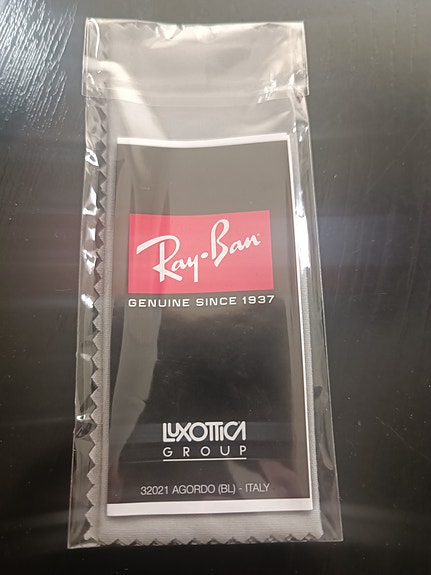 Ray-Ban
GENUINE SINCE 1937
LUXOTTICA
GROUP
32021 AGORDO (BL) - ITALY